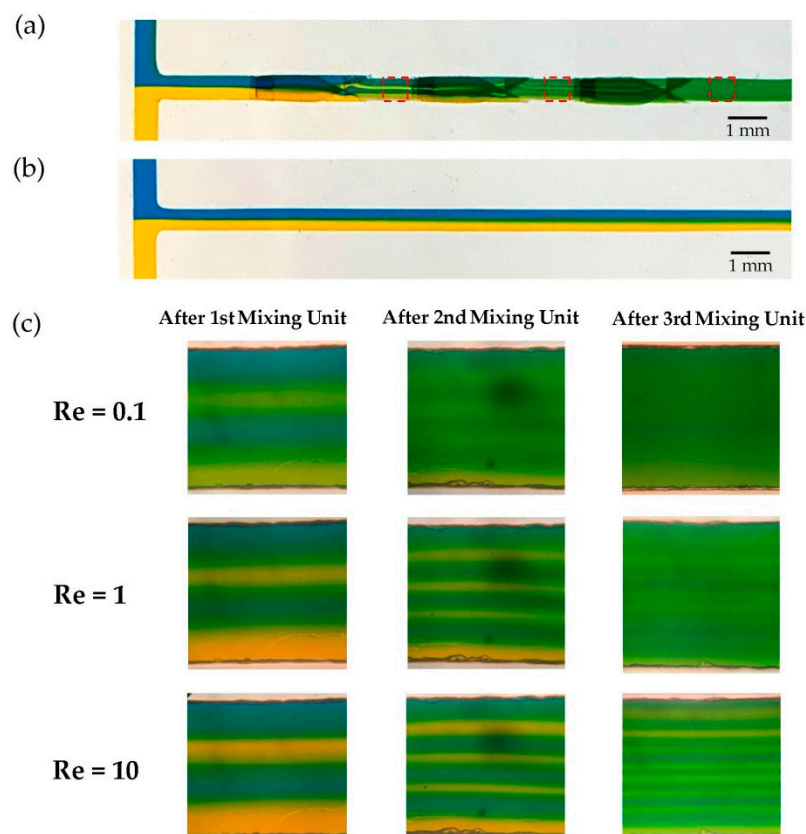 (a)
1 mm
(b)
1 mm
(c)
After 1st Mixing Unit After 2nd Mixing Unit After 3rd Mixing Unit
Re = 0.1
Re = 1
Re = 10